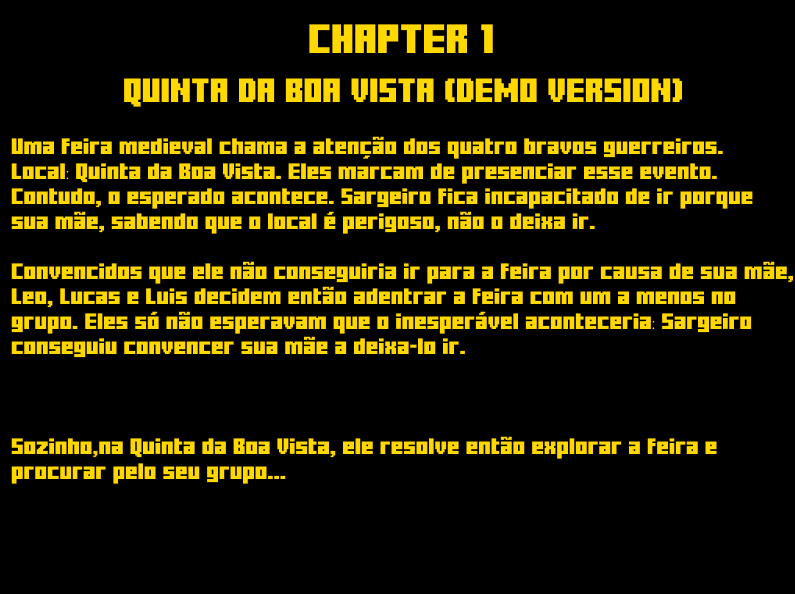 CHAPTER 1
QUINTA DA BOA VISTA (DEMO VERSION)
Uma feira medieval chama a atenção dos quatro bravos guerreiros.
Local: Quinta da Boa Vista. Eles marcam de presenciar esse evento.
Contudo, o esperado acontece. Sargeiro fica incapacitado de ir porque
sua mãe, sabendo que o local é perigoso, não o deixa ir.
Convencidos que ele não conseguiria ir para a feira por causa de sua mãe,
Leo, Lucas e Luis decidem então adentrar a feira com um a menos no
grupo. Eles só não esperavam que o inesperável aconteceria: Sargeiro
conseguiu convencer sua mãe a deixa-lo ir.
Sozinho,na Quinta da Boa Vista, ele resolve então explorar a feira e
procurar pelo seu grupo...